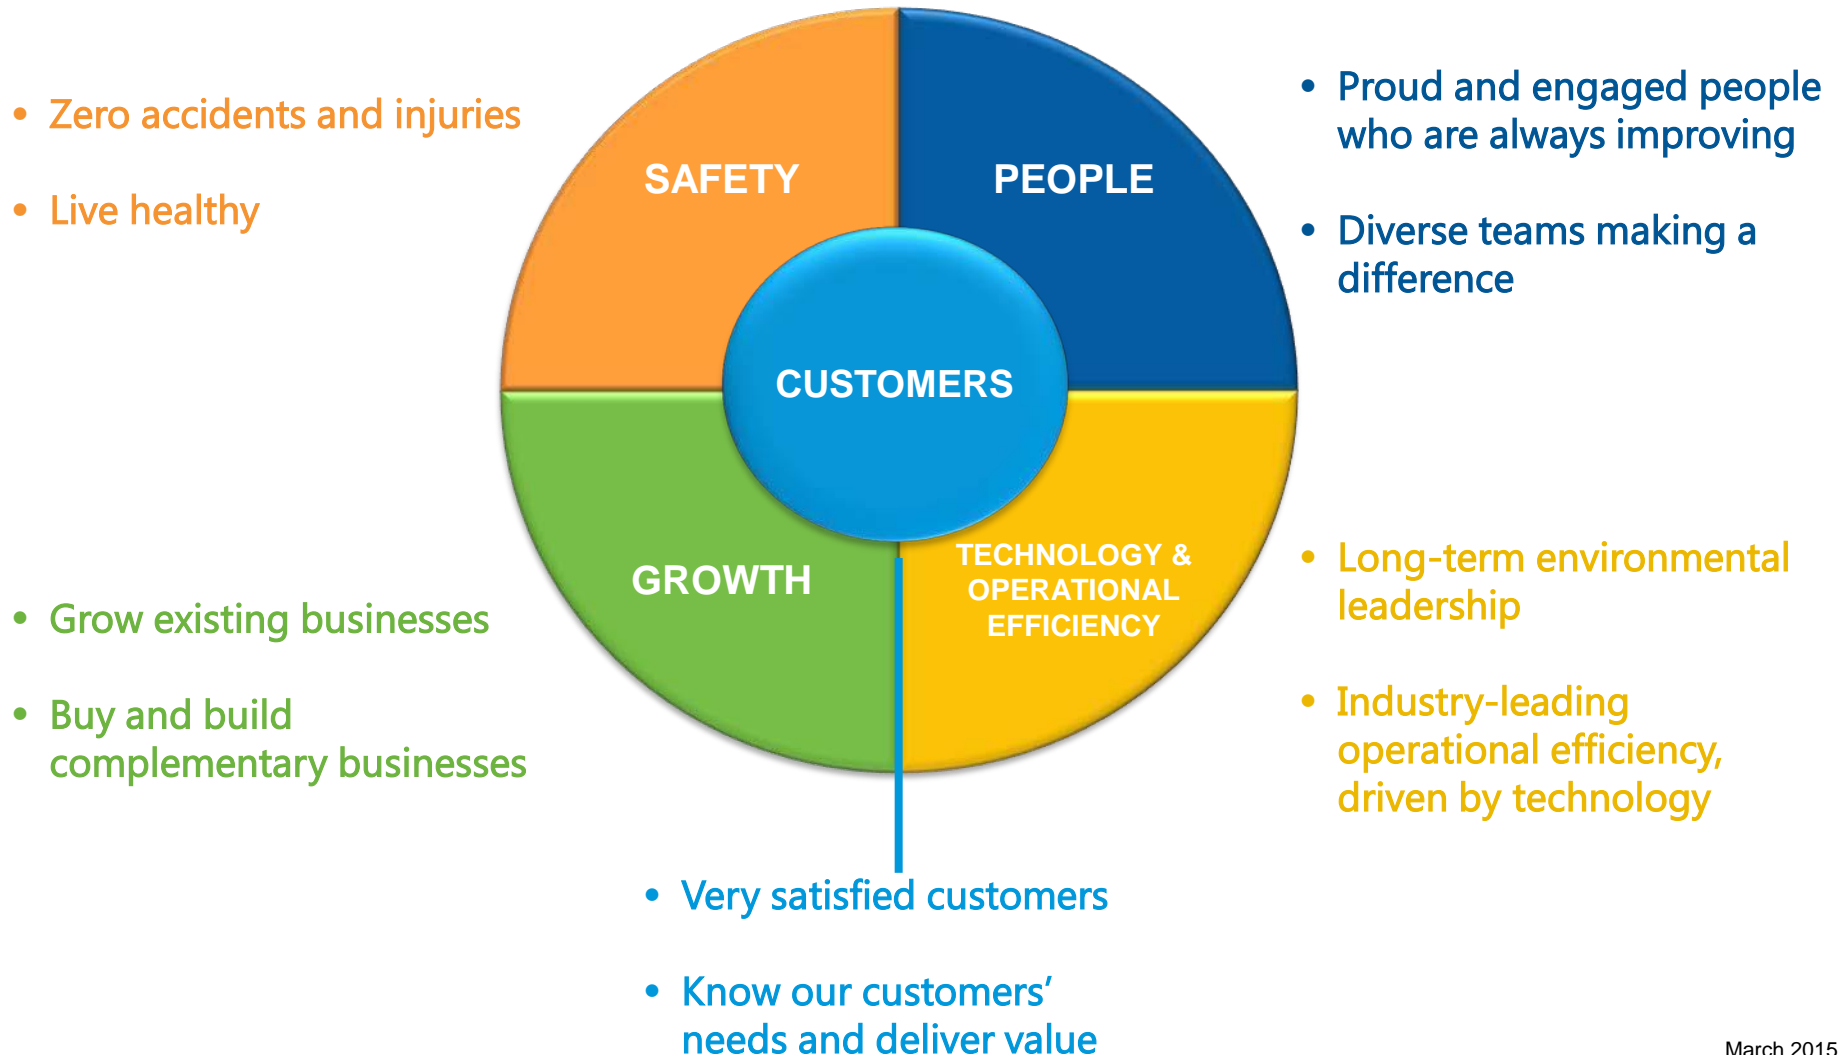 • Zero accidents and injuries
• Live healthy
SAFETY
PEOPLE
• Proud and engaged people
who are always improving
• Diverse teams making a
difference
CUSTOMERS
• Grow existing businesses
• Buy and build
complementary businesses
GROWTH
TECHNOLOGY &
OPERATIONAL
EFFICIENCY
• Long-term environmental
leadership
• Industry-leading
operational efficiency,
driven by technology
• Very satisfied customers
• Know our customers’
needs and deliver value
March 2015